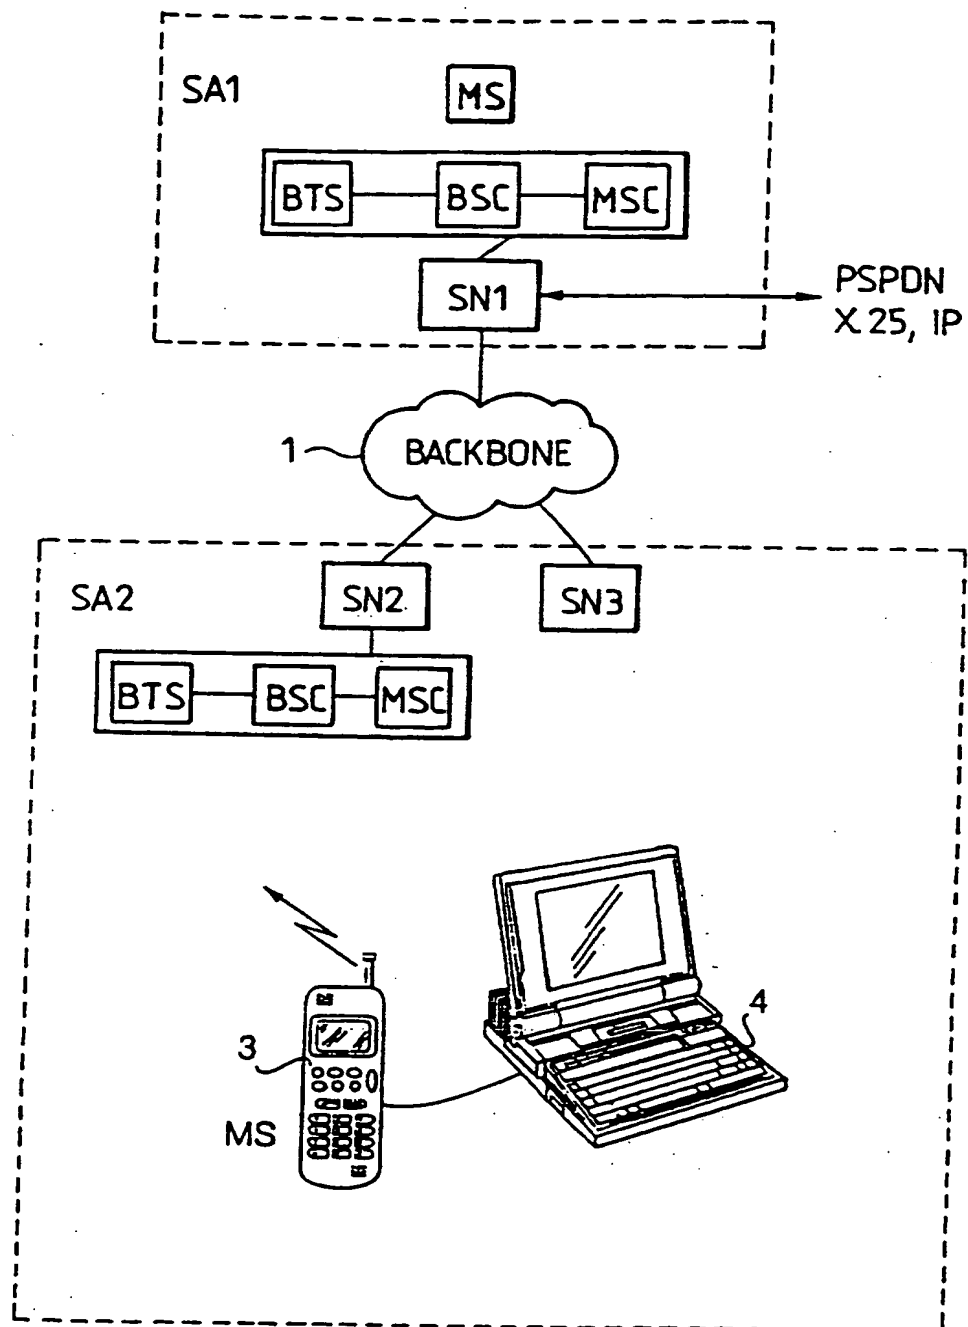 SA1
MS
BTS
BSC
MSC
SN1
PSPDN
X.25, IP
1
BACKBONE
SA2
SN2
SN3
BTS
BSC
MSC
4
3
MS